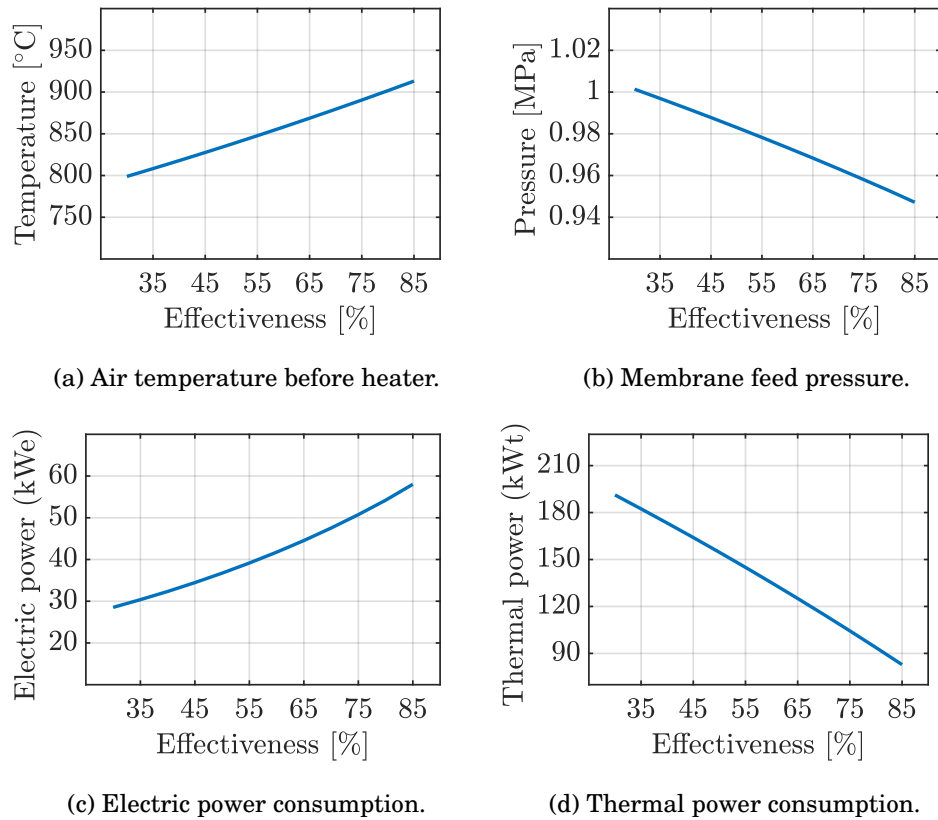 Temperature [°C]
950
900
850
800
750
35 45 55 65 75 85
Effectiveness [%]
(a) Air temperature before heater.
Pressure [MPa]
1.02
1
0.98
0.96
0.94
35 45 55 65 75 85
Effectiveness [%]
(b) Membrane feed pressure.
Electric power (kWe)
60
50
40
30
20
35 45 55 65 75 85
Effectiveness [%]
(c) Electric power consumption.
Thermal power (kWt)
210
180
150
120
90
35 45 55 65 75 85
Effectiveness [%]
(d) Thermal power consumption.